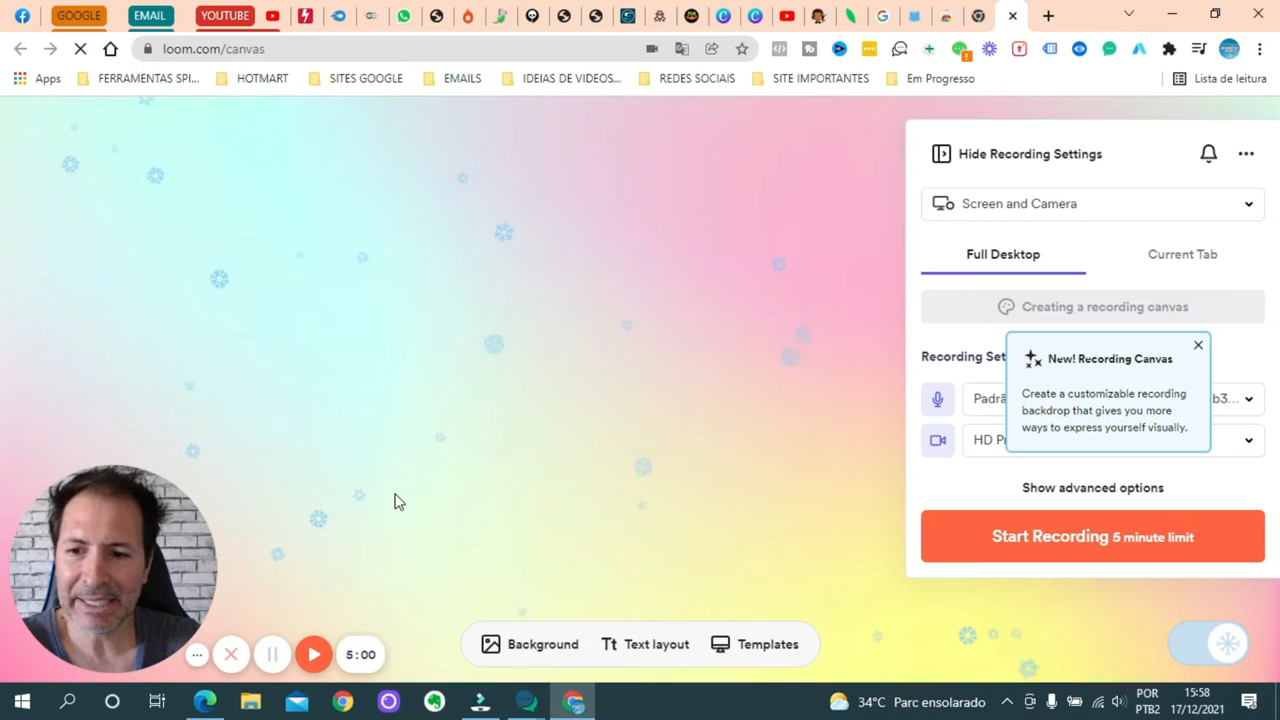 GOOGLE
EMAIL
YOUTUBE
loom.com/canvas
Apps
FERRAMENTAS SPI...
HOTMART
SITES GOOGLE
EMAILS
IDEIAS DE VIDEOS...
REDES SOCIAIS
SITE IMPORTANTES
Em Progresso
Lista de leitura
Hide Recording Settings
Screen and Camera
Full Desktop
Current Tab
Creating a recording canvas
Recording Set
New! Recording Canvas
Create a customizable recording
backdrop that gives you more
ways to express yourself visually.
Padrã
b3...
HD Pr
Show advanced options
Start Recording 5 minute limit
5:00
Background
Tt Text layout
Templates
34°C Parc ensolarado
POR
PTB2
15:58
17/12/2021